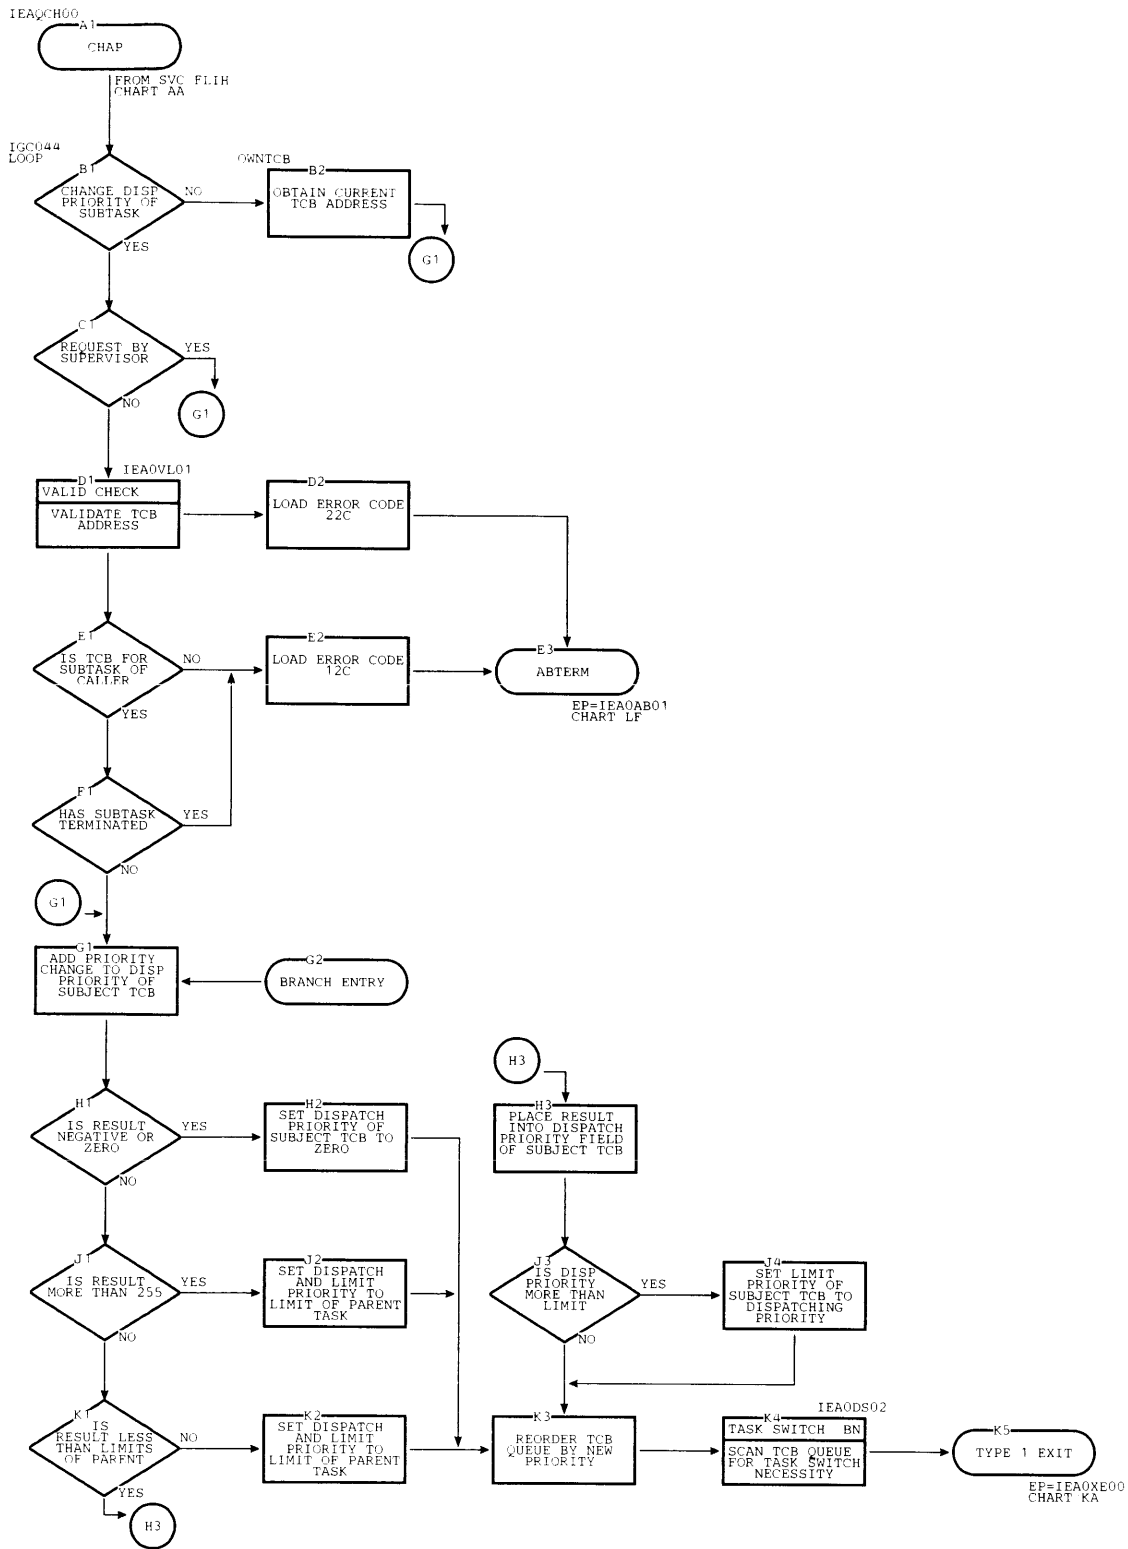 IEAQCH00
A1
CHAP
FROM SVC FLIH
CHART AA
IGC044
LOOP
B1
CHANGE DISP
PRIORITY OF
SUBTASK
NO
YES
OWNTCB
B2
OBTAIN CURRENT
TCB ADDRESS
G1
C1
REQUEST BY
SUPERVISOR
YES
NO
G1
IEA0VL01
D1
VALID CHECK
VALIDATE TCB
ADDRESS
D2
LOAD ERROR CODE
22C
E1
IS TCB FOR
SUBTASK OF
CALLER
NO
YES
E2
LOAD ERROR CODE
12C
E3
ABTERM
EP=IEA0AB01
CHART LF
F1
HAS SUBTASK
TERMINATED
YES
NO
G1
G1
ADD PRIORITY
CHANGE TO DISP
PRIORITY OF
SUBJECT TCB
G2
BRANCH ENTRY
H3
H1
IS RESULT
NEGATIVE OR
ZERO
YES
NO
H2
SET DISPATCH
PRIORITY OF
SUBJECT TCB TO
ZERO
H3
PLACE RESULT
INTO DISPATCH
PRIORITY FIELD
OF SUBJECT TCB
J1
IS RESULT
MORE THAN 255
YES
NO
J2
SET DISPATCH
AND LIMIT
PRIORITY TO
LIMIT OF PARENT
TASK
J3
IS DISP
PRIORITY
MORE THAN
LIMIT
YES
NO
J4
SET LIMIT
PRIORITY OF
SUBJECT TCB TO
DISPATCHING
PRIORITY
K1
IS
RESULT LESS
THAN LIMITS
OF PARENT
NO
YES
H3
K2
SET DISPATCH
AND LIMIT
PRIORITY TO
LIMIT OF PARENT
TASK
K3
REORDER TCB
QUEUE BY NEW
PRIORITY
IEA0DS02
K4
TASK SWITCH BN
SCAN TCB QUEUE
FOR TASK SWITCH
NECESSITY
K5
TYPE 1 EXIT
EP=IEA0XE00
CHART KA